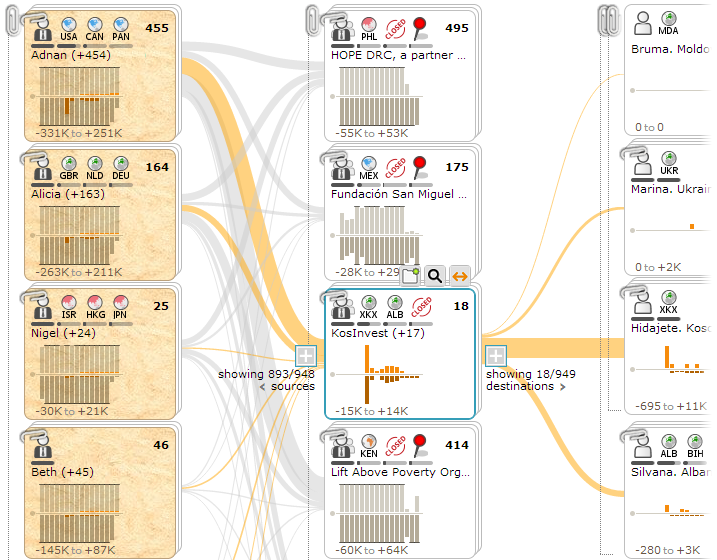 455
USA CAN PAN
Adnan (+454)
-331K to +251K
164
GBR NLD DEU
Alicia (+163)
-263K to +211K
25
ISR HKG JPN
Nigel (+24)
-30K to +21K
46
Beth (+45)
-145K to +87K
495
PHL CLOSED
HOPE DRC, a partner ...
-55K to +53K
175
MEX CLOSED
Fundación San Miguel ...
-28K to +29
18
XKX ALB CLOSED
KosInvest (+17)
-15K to +14K
showing 893/948
< sources
showing 18/949
destinations >
414
KEN CLOSED
Lift Above Poverty Org...
-60K to +64K
MDA
Bruma. Moldo
0 to 0
UKR
Marina. Ukrain
0 to +2K
XKX
Hidajete. Koso
-695 to +11K
ALB BIH
Silvana. Alban
-280 to +3K